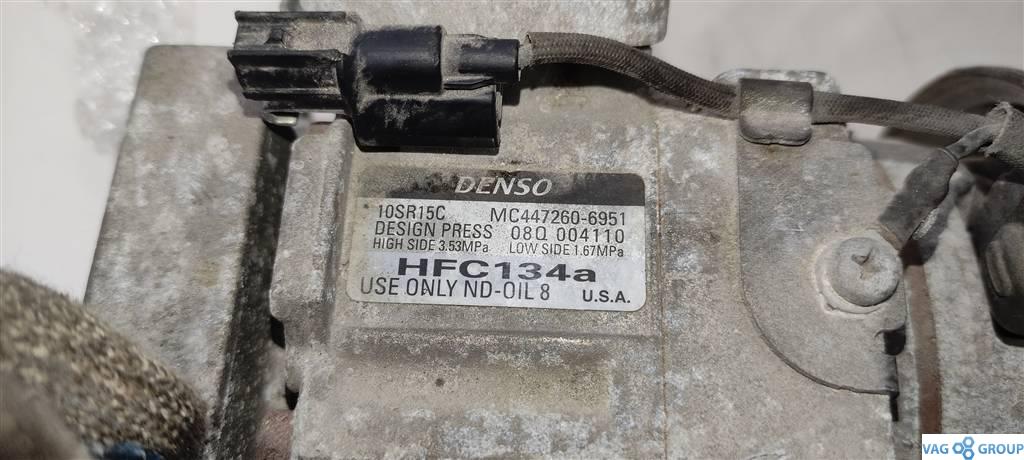 DENSO
10SR15C MC447260-6951
DESIGN PRESS 08Q 004110
HIGH SIDE 3.53MPa LOW SIDE 1.67MPa
HFC134a
USE ONLY ND-OIL 8 U.S.A.
VAG GROUP